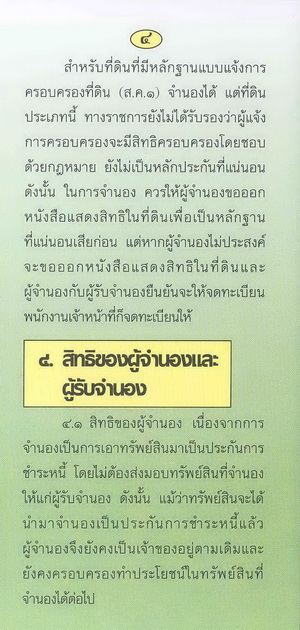 ๔
สำหรับที่ดินที่มีหลักฐานแบบแจ้งการ
ครอบครองที่ดิน (ส.ค.๑) จำนองได้ แต่ที่ดิน
ประเภทนี้ ทางราชการยังไม่ได้รับรองว่าผู้แจ้ง
การครอบครองจะมีสิทธิครอบครองโดยชอบ
ด้วยกฎหมาย ยังไม่เป็นหลักประกันที่แน่นอน
ดังนั้น ในการจำนอง ควรให้ผู้จำนองขอออก
หนังสือแสดงสิทธิในที่ดินเพื่อเป็นหลักฐาน
ที่แน่นอนเสียก่อน แต่หากผู้จำนองไม่ประสงค์
จะขอออกหนังสือแสดงสิทธิในที่ดินและ
ผู้จำนองกับผู้รับจำนองยืนยันจะให้จดทะเบียน
พนักงานเจ้าหน้าที่ก็จดทะเบียนให้
๔. สิทธิของผู้จำนองและ
ผู้รับจำนอง
๔.๑ สิทธิของผู้จำนอง เนื่องจากการ
จำนองเป็นการเอาทรัพย์สินมาเป็นประกันการ
ชำระหนี้ โดยไม่ต้องส่งมอบทรัพย์สินที่จำนอง
ให้แก่ผู้รับจำนอง ดังนั้น แม้ว่าทรัพย์สินจะได้
นำมาจำนองเป็นประกันการชำระหนี้แล้ว
ผู้จำนองจึงยังคงเป็นเจ้าของอยู่ตามเดิมและ
ยังคงครอบครองทำประโยชน์ในทรัพย์สินที่
จำนองได้ต่อไป